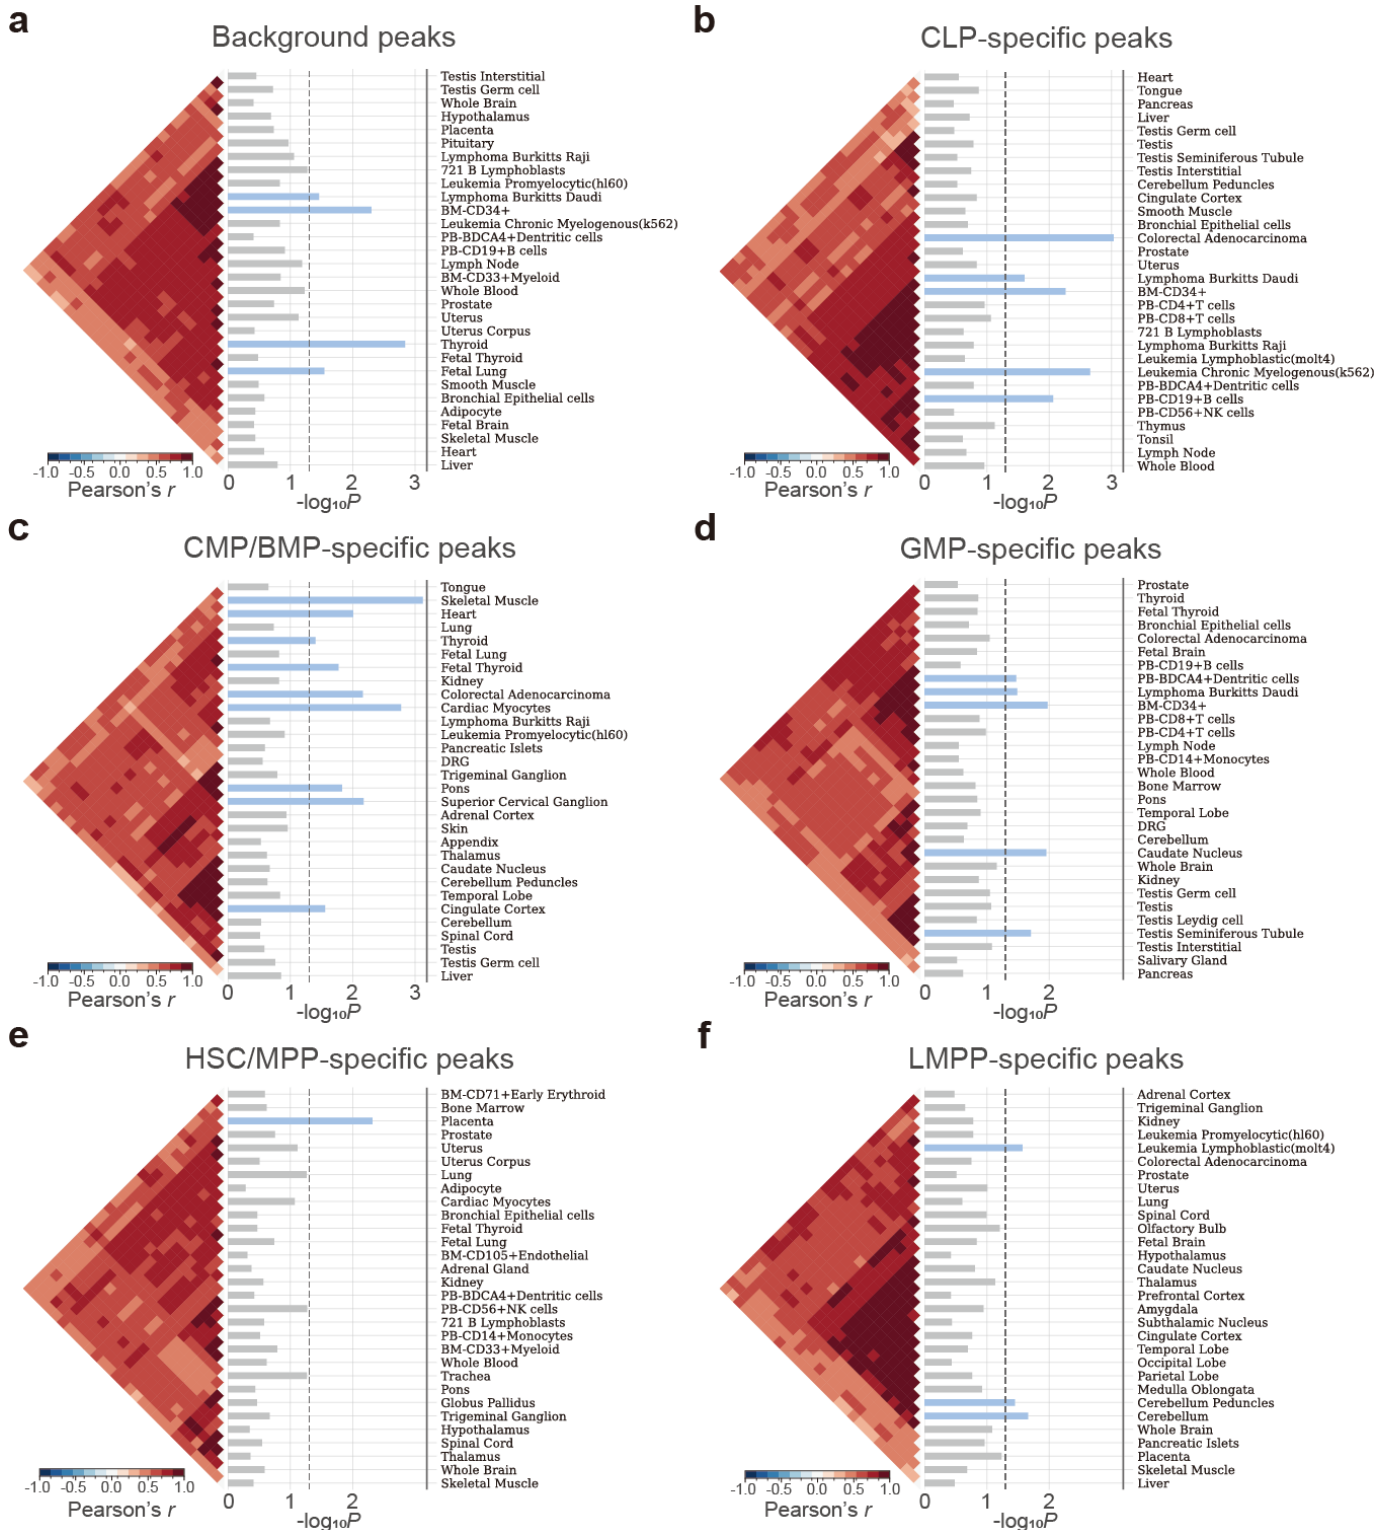 a
Background peaks
Testis Interstitial
Testis Germ cell
Whole Brain
Hypothalamus
Placenta
Pituitary
Lymphoma Burkitts Raji
721 B Lymphoblasts
Leukemia Promyelocytic(hl60)
Lymphoma Burkitts Daudi
BM-CD34+
Leukemia Chronic Myelogenous(k562)
PB-BDCA4+Dentritic cells
PB-CD19+B cells
Lymph Node
BM-CD33+Myeloid
Whole Blood
Prostate
Uterus
Uterus Corpus
Thyroid
Fetal Thyroid
Fetal Lung
Smooth Muscle
Bronchial Epithelial cells
Adipocyte
Fetal Brain
Skeletal Muscle
Heart
Liver
-1.0 -0.5 0.0 0.5 1.0
Pearson's r
0 1 2 3
-log₁₀P
b
CLP-specific peaks
Heart
Tongue
Pancreas
Liver
Testis Germ cell
Testis
Testis Seminiferous Tubule
Testis Interstitial
Cerebellum Peduncles
Cingulate Cortex
Smooth Muscle
Bronchial Epithelial cells
Colorectal Adenocarcinoma
Prostate
Uterus
Lymphoma Burkitts Daudi
BM-CD34+
PB-CD4+T cells
PB-CD8+T cells
721 B Lymphoblasts
Lymphoma Burkitts Raji
Leukemia Lymphoblastic(molt4)
Leukemia Chronic Myelogenous(k562)
PB-BDCA4+Dentritic cells
PB-CD19+B cells
PB-CD56+NK cells
Thymus
Tonsil
Lymph Node
Whole Blood
-1.0 -0.5 0.0 0.5 1.0
Pearson's r
0 1 2 3
-log₁₀P
c
CMP/BMP-specific peaks
Tongue
Skeletal Muscle
Heart
Lung
Thyroid
Fetal Lung
Fetal Thyroid
Kidney
Colorectal Adenocarcinoma
Cardiac Myocytes
Lymphoma Burkitts Raji
Leukemia Promyelocytic(hl60)
Pancreatic Islets
DRG
Trigeminal Ganglion
Pons
Superior Cervical Ganglion
Adrenal Cortex
Skin
Appendix
Thalamus
Caudate Nucleus
Cerebellum Peduncles
Temporal Lobe
Cingulate Cortex
Cerebellum
Spinal Cord
Testis
Testis Germ cell
Liver
-1.0 -0.5 0.0 0.5 1.0
Pearson's r
0 1 2 3
-log₁₀P
d
GMP-specific peaks
Prostate
Thyroid
Fetal Thyroid
Bronchial Epithelial cells
Colorectal Adenocarcinoma
Fetal Brain
PB-CD19+B cells
PB-BDCA4+Dentritic cells
Lymphoma Burkitts Daudi
BM-CD34+
PB-CD8+T cells
PB-CD4+T cells
Lymph Node
PB-CD14+Monocytes
Whole Blood
Bone Marrow
Pons
Temporal Lobe
DRG
Cerebellum
Caudate Nucleus
Whole Brain
Kidney
Testis Germ cell
Testis
Testis Leydig cell
Testis Seminiferous Tubule
Testis Interstitial
Salivary Gland
Pancreas
-1.0 -0.5 0.0 0.5 1.0
Pearson's r
0 1 2
-log₁₀P
e
HSC/MPP-specific peaks
BM-CD71+Early Erythroid
Bone Marrow
Placenta
Prostate
Uterus
Uterus Corpus
Lung
Adipocyte
Cardiac Myocytes
Bronchial Epithelial cells
Fetal Thyroid
Fetal Lung
BM-CD105+Endothelial
Adrenal Gland
Kidney
PB-BDCA4+Dentritic cells
PB-CD56+NK cells
721 B Lymphoblasts
PB-CD14+Monocytes
BM-CD33+Myeloid
Whole Blood
Trachea
Pons
Globus Pallidus
Trigeminal Ganglion
Hypothalamus
Spinal Cord
Thalamus
Whole Brain
Skeletal Muscle
-1.0 -0.5 0.0 0.5 1.0
Pearson's r
0 1 2
-log₁₀P
f
LMPP-specific peaks
Adrenal Cortex
Trigeminal Ganglion
Kidney
Leukemia Promyelocytic(hl60)
Leukemia Lymphoblastic(molt4)
Colorectal Adenocarcinoma
Prostate
Uterus
Lung
Spinal Cord
Olfactory Bulb
Fetal Brain
Hypothalamus
Caudate Nucleus
Thalamus
Prefrontal Cortex
Amygdala
Subthalamic Nucleus
Cingulate Cortex
Temporal Lobe
Occipital Lobe
Parietal Lobe
Medulla Oblongata
Cerebellum Peduncles
Cerebellum
Whole Brain
Pancreatic Islets
Placenta
Skeletal Muscle
Liver
-1.0 -0.5 0.0 0.5 1.0
Pearson's r
0 1 2
-log₁₀P